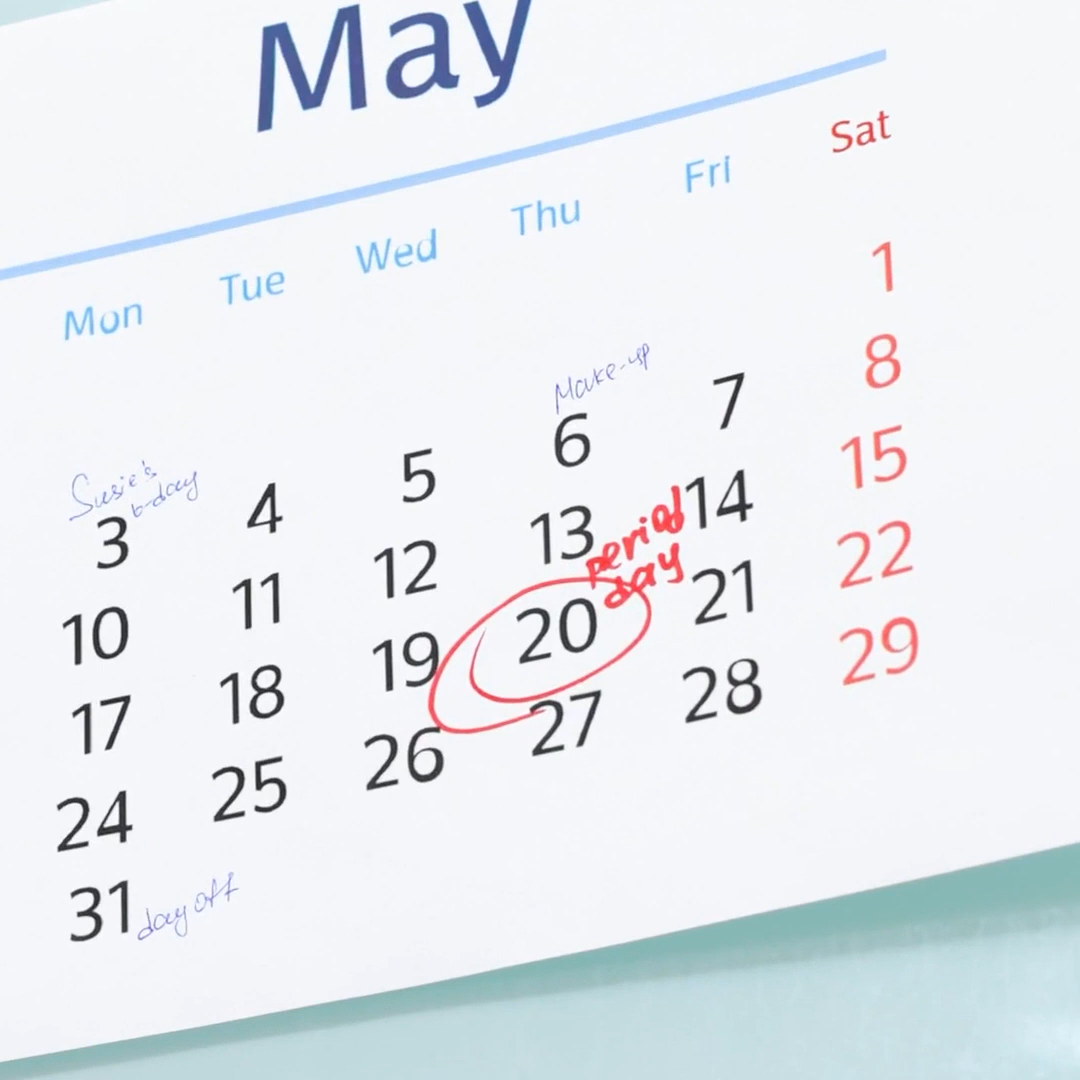 May
Mon Tue Wed Thu Fri Sat
1
Susie's
b-day
Make-up
3 4 5 6 7 8
period
day
10 11 12 13 14 15
17 18 19 20 21 22
24 25 26 27 28 29
31 day off